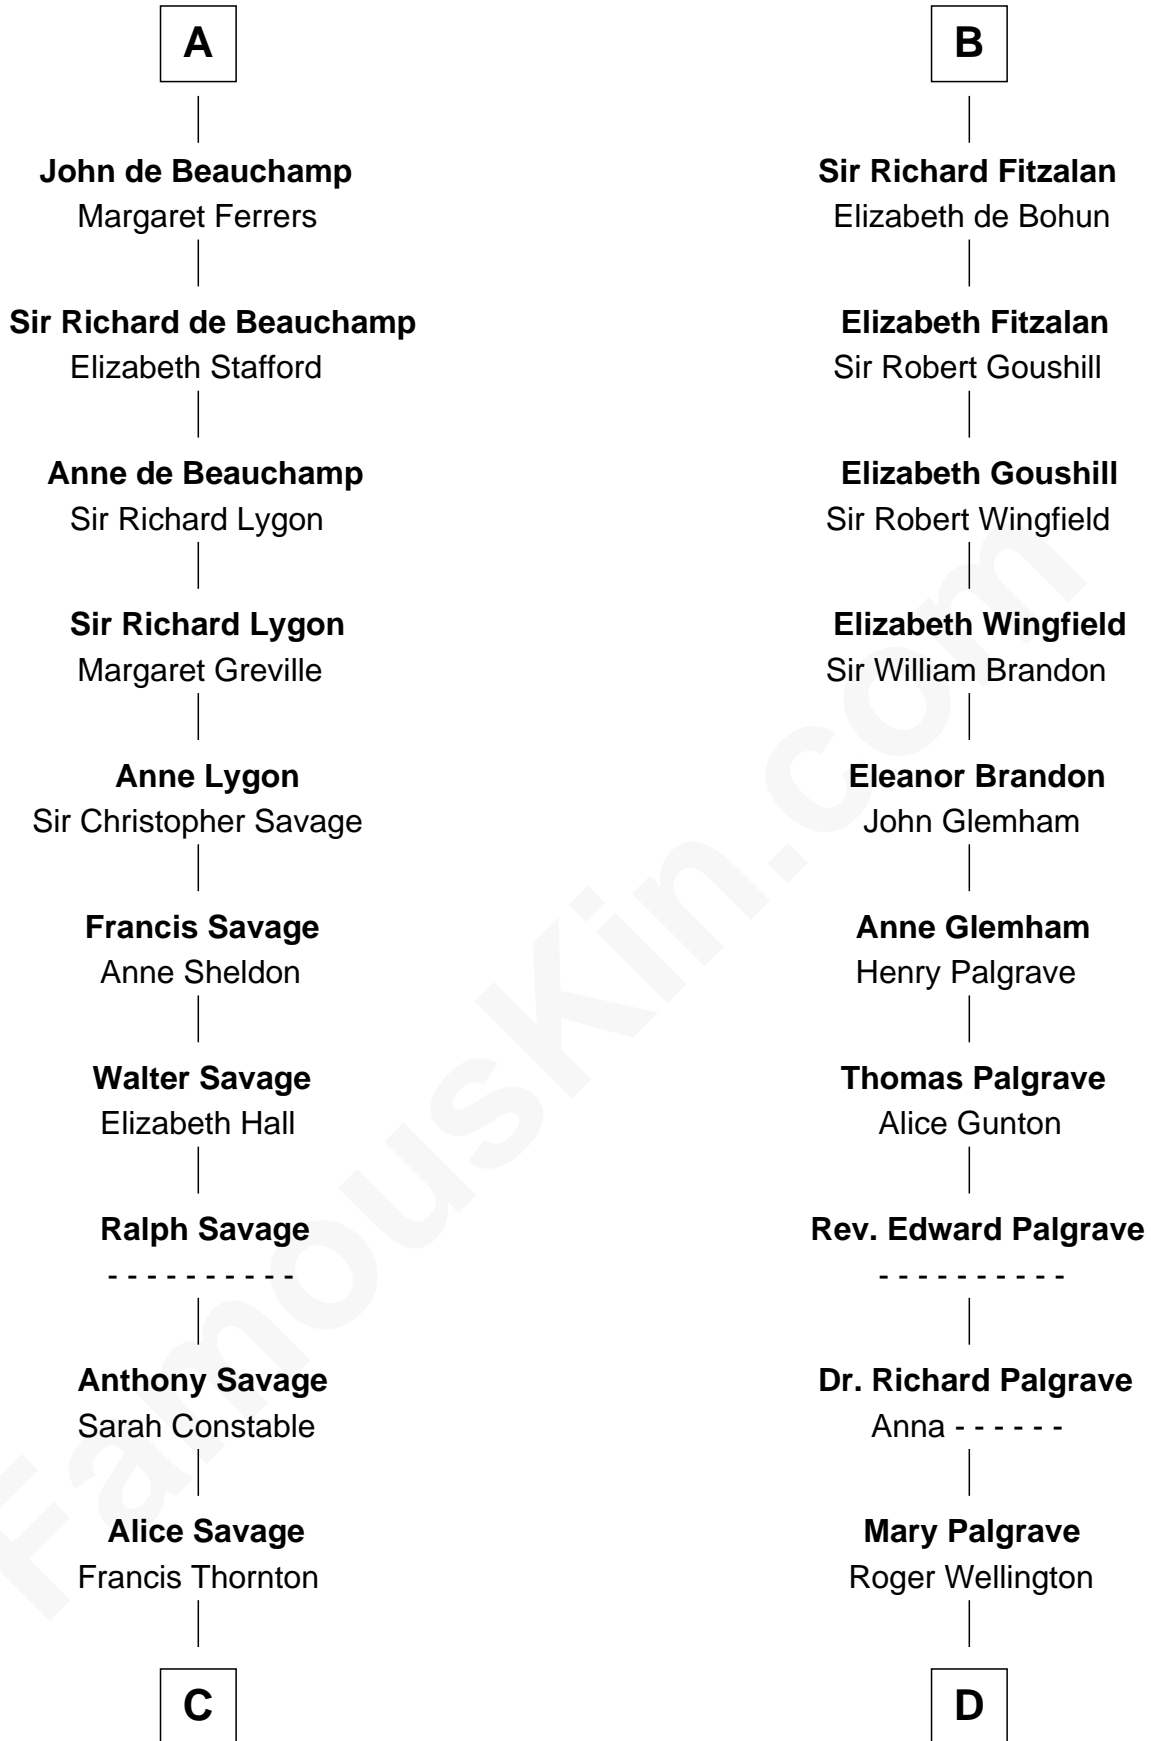 A
John de Beauchamp
Margaret Ferrers
Sir Richard de Beauchamp
Elizabeth Stafford
Anne de Beauchamp
Sir Richard Lygon
Sir Richard Lygon
Margaret Greville
Anne Lygon
Sir Christopher Savage
Francis Savage
Anne Sheldon
Walter Savage
Elizabeth Hall
Ralph Savage
- - - - - - - - - -
Anthony Savage
Sarah Constable
Alice Savage
Francis Thornton
C
B
Sir Richard Fitzalan
Elizabeth de Bohun
Elizabeth Fitzalan
Sir Robert Goushill
Elizabeth Goushill
Sir Robert Wingfield
Elizabeth Wingfield
Sir William Brandon
Eleanor Brandon
John Glemham
Anne Glemham
Henry Palgrave
Thomas Palgrave
Alice Gunton
Rev. Edward Palgrave
- - - - - - - - - -
Dr. Richard Palgrave
Anna - - - - - -
Mary Palgrave
Roger Wellington
D
FamousKin.com